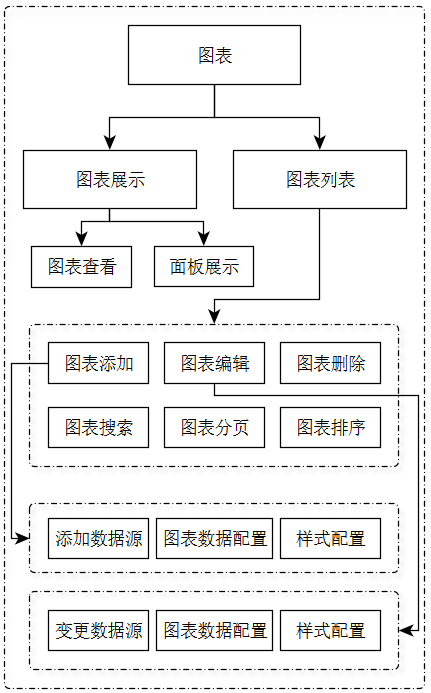 图表
图表展示 图表列表
图表查看 面板展示
图表添加 图表编辑 图表删除
图表搜索 图表分页 图表排序
添加数据源 图表数据配置 样式配置
变更数据源 图表数据配置 样式配置